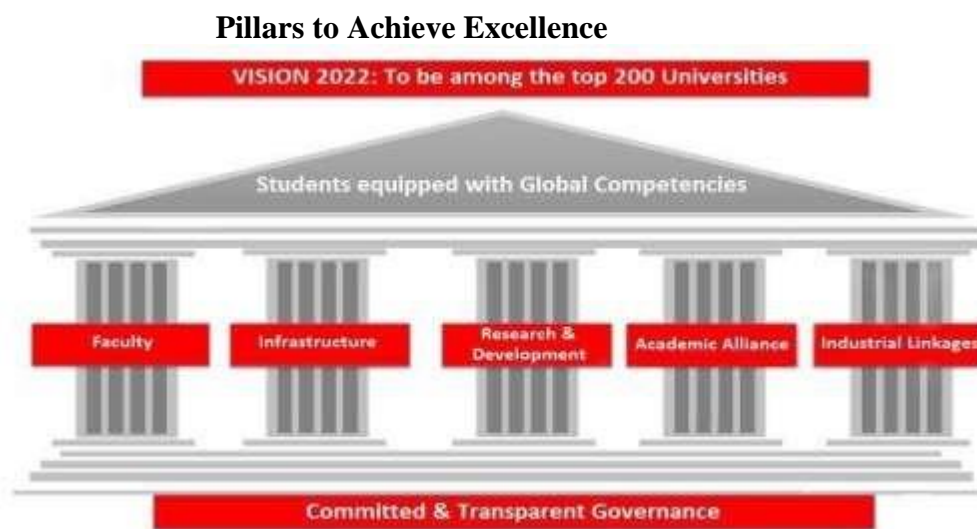 Pillars to Achieve Excellence
VISION 2022: To be among the top 200 Universities
Students equipped with Global Competencies
Faculty
Infrastructure
Research &
Development
Academic Alliance
Industrial Linkages
Committed & Transparent Governance